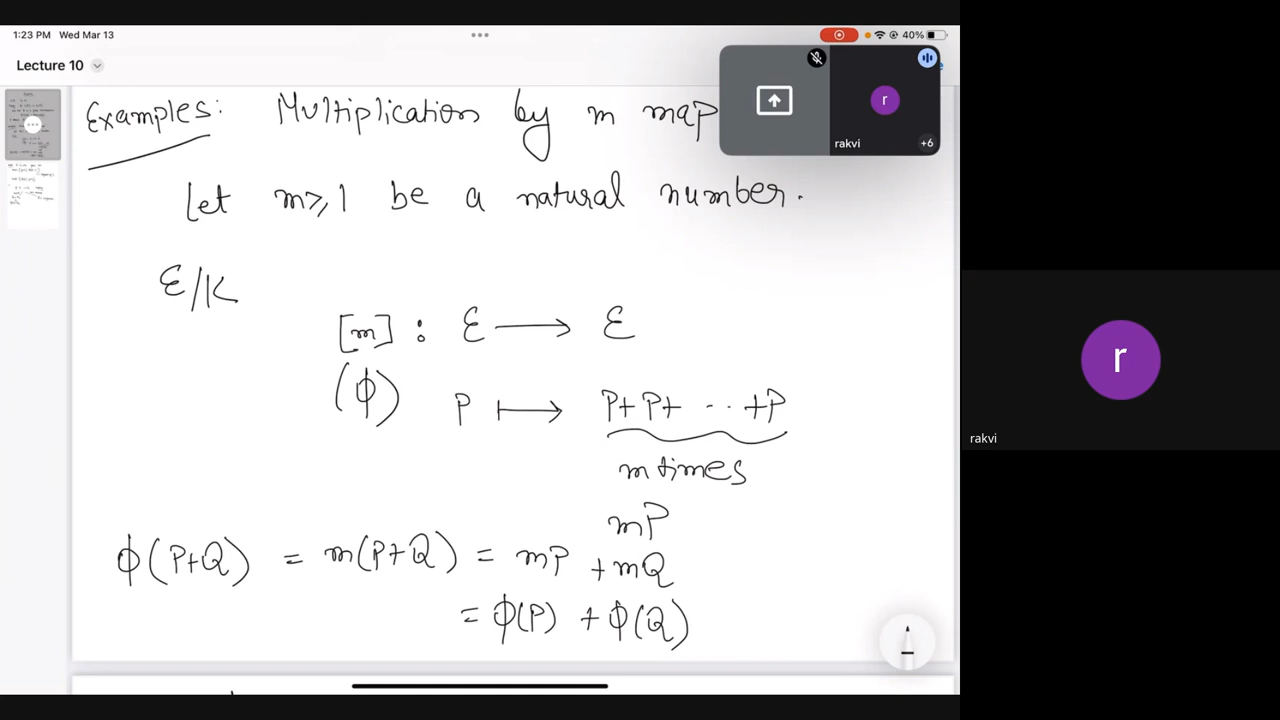 1:23 PM Wed Mar 13
40%
Lecture 10
Examples: Multiplication by m map
rakvi
+6
r
Let m⩾1 be a natural number.
E/K
[m] : E ⟶ E
(ϕ) P ⟼ P+P+ ... +P
m times
mP
ϕ(P+Q) = m(P+Q) = mP + mQ
= ϕ(P) + ϕ(Q)
r
rakvi